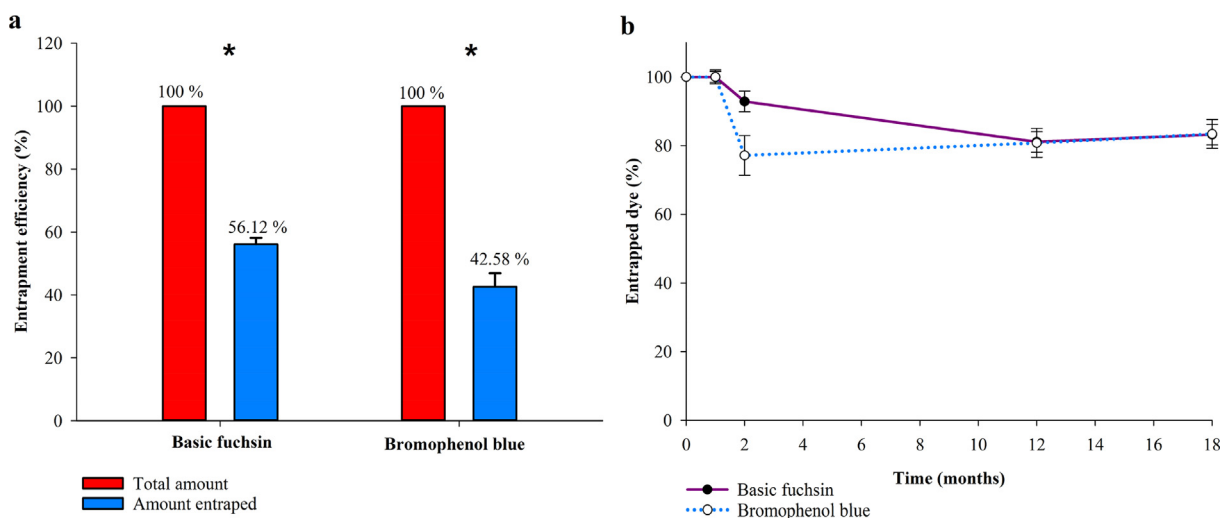 a
Entrapment efficiency (%)
120
100
80
60
40
20
0
*
*
100 %
56.12 %
100 %
42.58 %
Basic fuchsin
Bromophenol blue
Total amount
Amount entraped
b
Entrapped dye (%)
100
80
60
40
20
0
0 2 4 6 8 10 12 14 16 18
Time (months)
Basic fuchsin
Bromophenol blue